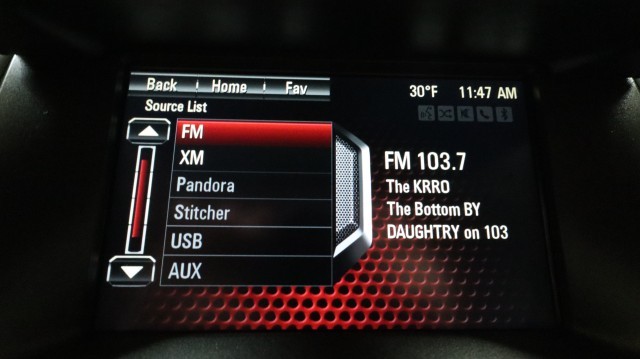 Back Home Fav 30°F 11:47 AM
Source List
FM
XM
Pandora
Stitcher
USB
AUX
FM 103.7
The KRRO
The Bottom BY
DAUGHTRY on 103